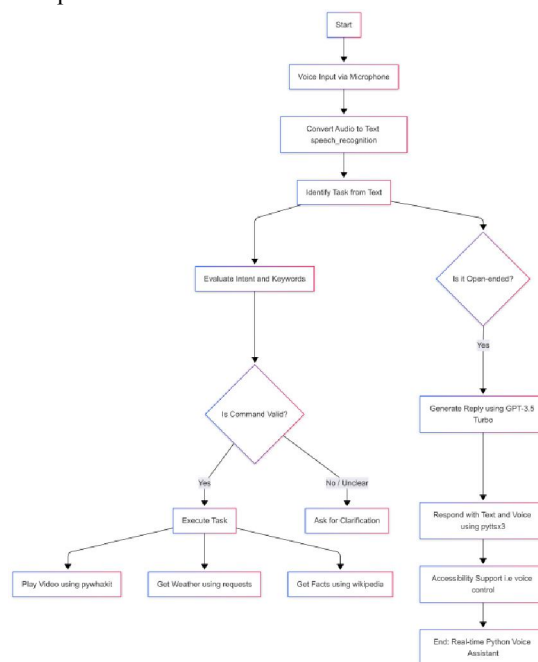 Start
Voice Input via Microphone
Convert Audio to Text
speech_recognition
Identify Task from Text
Evaluate Intent and Keywords
Is it Open-ended?
Yes
Is Command Valid?
Generate Reply using GPT-3.5
Turbo
Yes
No / Unclear
Execute Task
Ask for Clarification
Respond with Text and Voice
using pyttsx3
Play Video using pywhakit
Get Weather using requests
Get Facts using wikipedia
Accessibility Support i.e voice
control
End: Real-time Python Voice
Assistant